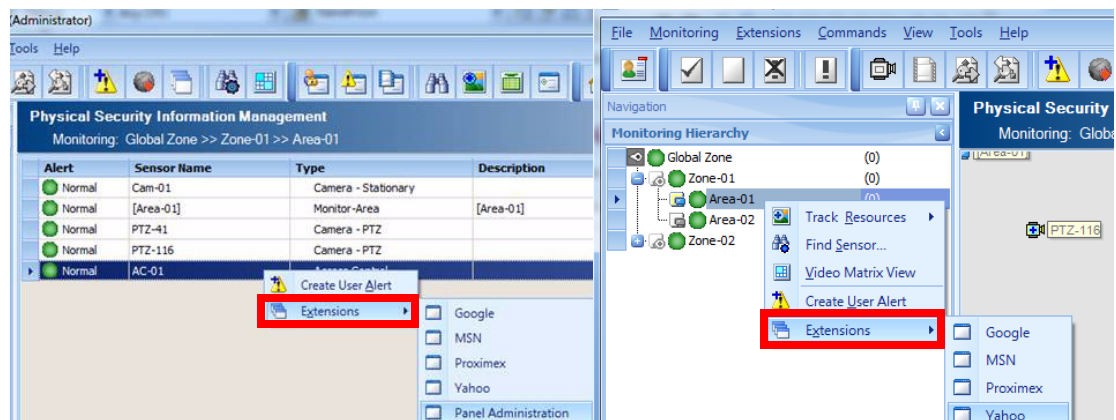 (Administrator)
Tools Help
Physical Security Information Management
Monitoring: Global Zone >> Zone-01 >> Area-01
Alert Sensor Name Type Description
Normal Cam-01 Camera - Stationary
Normal [Area-01] Monitor-Area [Area-01]
Normal PTZ-41 Camera - PTZ
Normal PTZ-116 Camera - PTZ
Normal AC-01 Access Control
Create User Alert
Extensions
Google
MSN
Proximex
Yahoo
Panel Administration
File Monitoring Extensions Commands View Tools Help
Navigation
Monitoring Hierarchy
Global Zone (0)
Zone-01 (0)
Area-01 (0)
Area-02
Zone-02
Track Resources
Find Sensor...
Video Matrix View
Create User Alert
Extensions
Google
MSN
Proximex
Yahoo
Physical Security
Monitoring: Globa
[Area-01]
PTZ-116